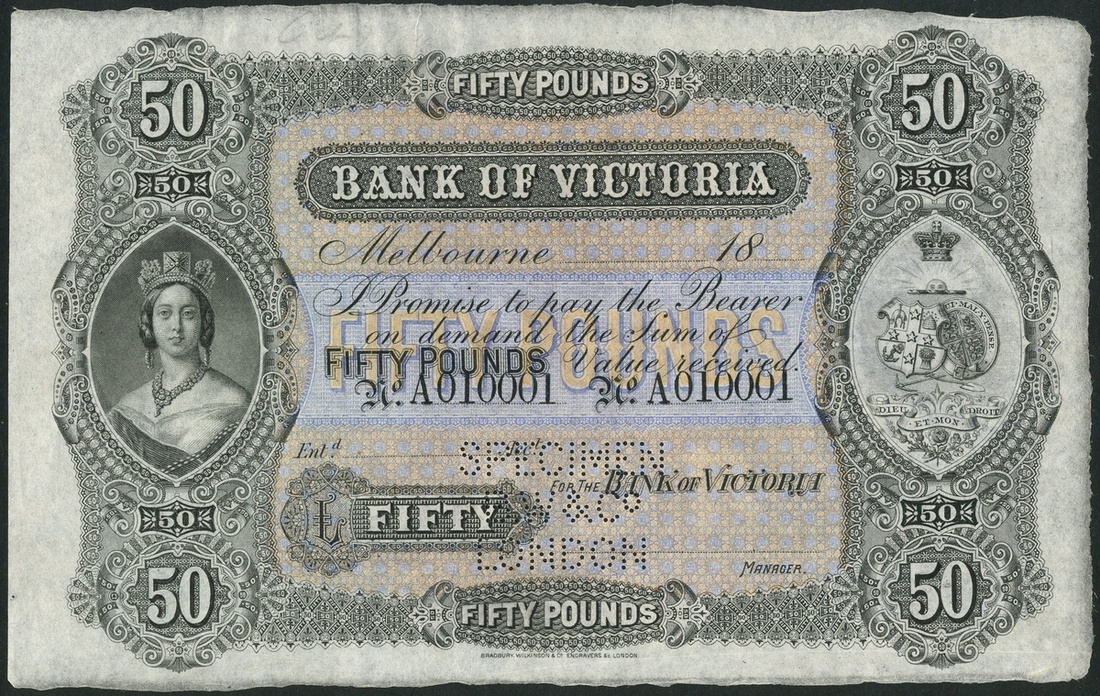 50 FIFTY POUNDS 50
50 50
BANK OF VICTORIA
Melbourne 18
I Promise to pay the Bearer
on demand the Sum of
FIFTY POUNDS
FIFTY POUNDS Value received.
No. A010001 No. A010001
DIEU ET MON DROIT
Entd. Acct.
SPECIMEN
FOR THE BANK OF VICTORIA
£ FIFTY
LONDON
MANAGER.
50 50
50 FIFTY POUNDS 50
BRADBURY, WILKINSON & Co. ENGRAVERS &c. LONDON.